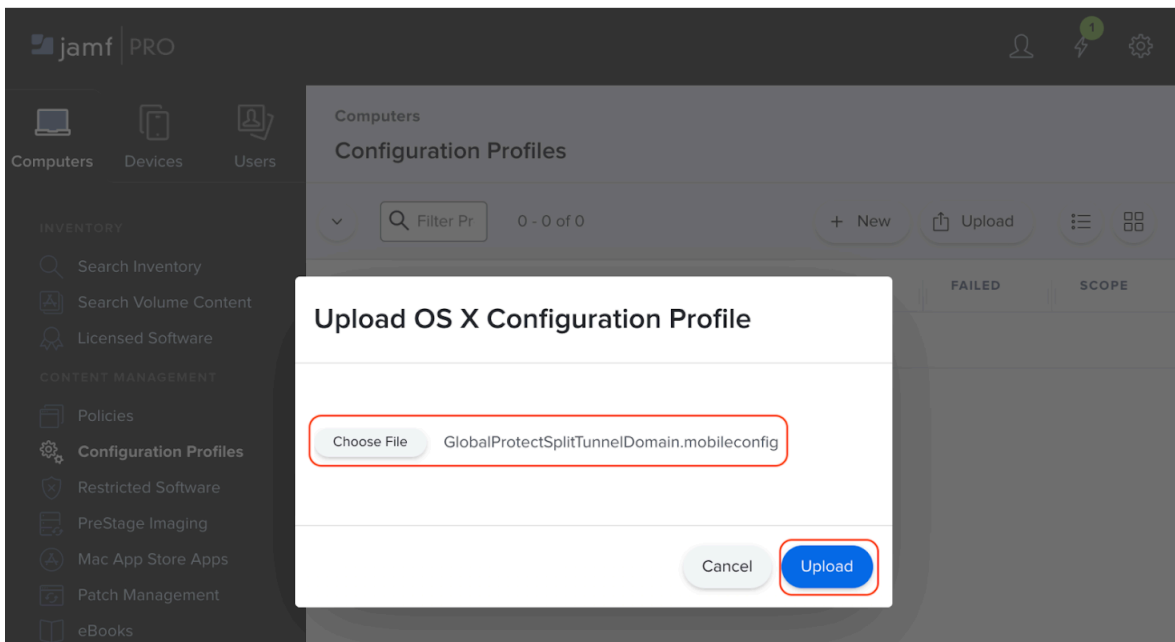 jamf PRO
1
Computers
Devices
Users
Computers
Configuration Profiles
INVENTORY
Search Inventory
Search Volume Content
Licensed Software
CONTENT MANAGEMENT
Policies
Configuration Profiles
Restricted Software
PreStage Imaging
Mac App Store Apps
Patch Management
eBooks
Filter Pr
0 - 0 of 0
+ New
Upload
FAILED
SCOPE
Upload OS X Configuration Profile
Choose File GlobalProtectSplitTunnelDomain.mobileconfig
Cancel
Upload